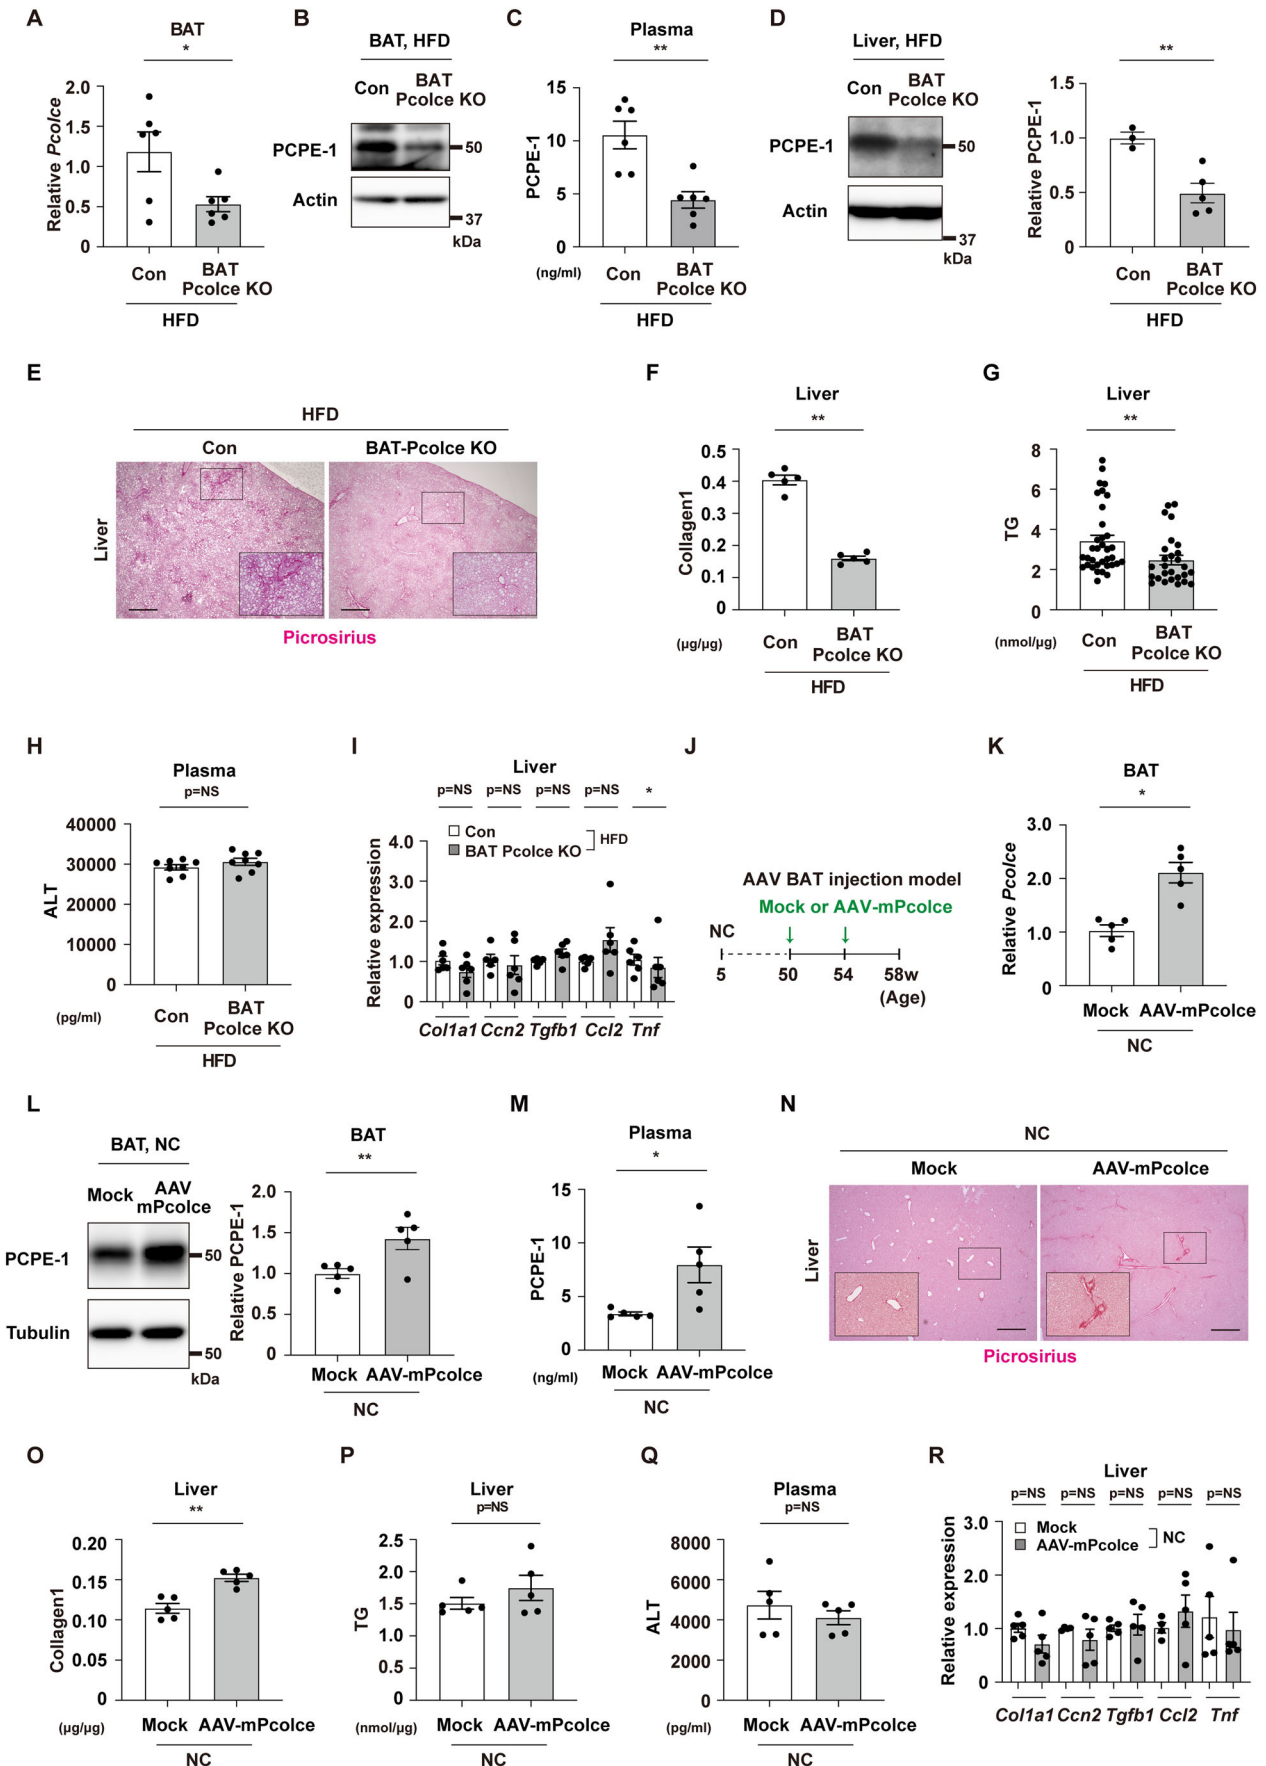 A
BAT
*
Relative Pcolce
2.0
1.5
1.0
0.5
0
Con
BAT
Pcolce KO
HFD
B
BAT, HFD
Con
BAT
Pcolce KO
PCPE-1
50
Actin
37
kDa
C
Plasma
**
PCPE-1
15
10
5
0
(ng/ml)
Con
BAT
Pcolce KO
HFD
D
Liver, HFD
Con
BAT
Pcolce KO
PCPE-1
50
Actin
37
kDa
**
Relative PCPE-1
1.5
1.0
0.5
0
Con
BAT
Pcolce KO
HFD
E
HFD
Con
BAT-Pcolce KO
Liver
Picrosirius
F
Liver
**
Collagen1
0.5
0.4
0.3
0.2
0.1
0
(μg/μg)
Con
BAT
Pcolce KO
HFD
G
Liver
**
TG
8
6
4
2
0
(nmol/μg)
Con
BAT
Pcolce KO
HFD
H
Plasma
p=NS
ALT
40000
30000
20000
10000
0
(pg/ml)
Con
BAT
Pcolce KO
HFD
I
Liver
p=NS p=NS p=NS p=NS *
Con
BAT Pcolce KO
HFD
Relative expression
4.0
3.0
2.0
1.0
0
Col1a1 Ccn2 Tgfb1 Ccl2 Tnf
J
AAV BAT injection model
Mock or AAV-mPcolce
NC
5 50 54 58w
(Age)
K
BAT
*
Relative Pcolce
3.0
2.0
1.0
0
Mock AAV-mPcolce
NC
L
BAT, NC
Mock
AAV
mPcolce
PCPE-1
50
Tubulin
50
kDa
BAT
**
Relative PCPE-1
2.0
1.5
1.0
0.5
0
Mock AAV-mPcolce
NC
M
Plasma
*
PCPE-1
15
10
5
0
(ng/ml)
Mock AAV-mPcolce
NC
N
NC
Mock
AAV-mPcolce
Liver
Picrosirius
O
Liver
**
Collagen1
0.20
0.15
0.10
0.05
0
(μg/μg)
Mock AAV-mPcolce
NC
P
Liver
p=NS
TG
2.5
2.0
1.5
1.0
0.5
0
(nmol/μg)
Mock AAV-mPcolce
NC
Q
Plasma
p=NS
ALT
8000
6000
4000
2000
0
(pg/ml)
Mock AAV-mPcolce
NC
R
Liver
p=NS p=NS p=NS p=NS p=NS
Mock
AAV-mPcolce
NC
Relative expression
3.0
2.0
1.0
0
Col1a1 Ccn2 Tgfb1 Ccl2 Tnf